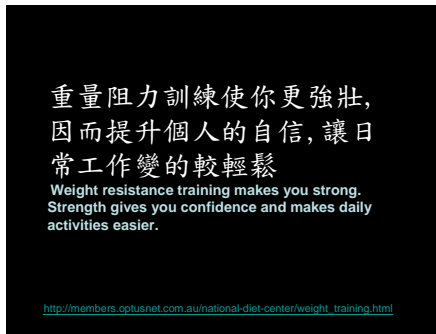 重量阻力訓練使你更強壯,
因而提升個人的自信, 讓日
常工作變的較輕鬆
Weight resistance training makes you strong.
Strength gives you confidence and makes daily
activities easier.
http://members.optusnet.com.au/national-diet-center/weight_training.html